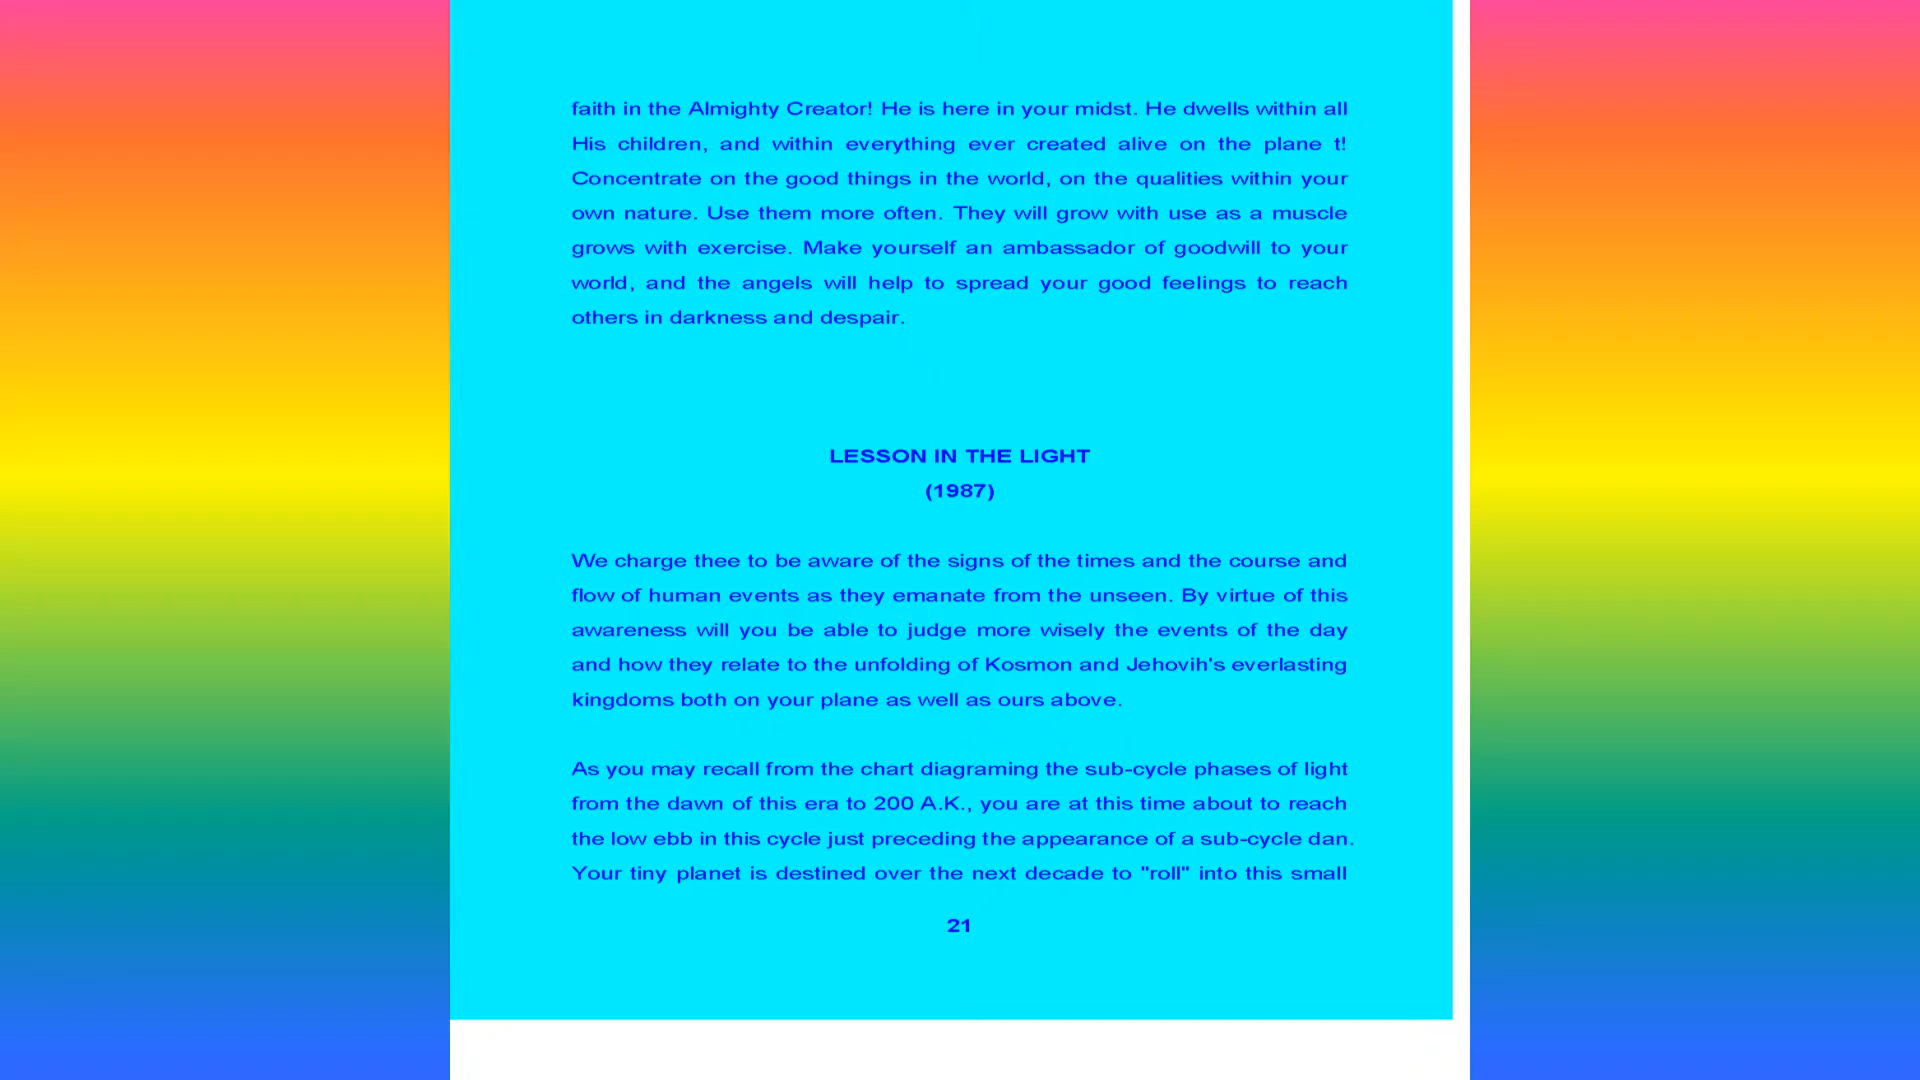 faith in the Almighty Creator! He is here in your midst. He dwells within all
His children, and within everything ever created alive on the plane t!
Concentrate on the good things in the world, on the qualities within your
own nature. Use them more often. They will grow with use as a muscle
grows with exercise. Make yourself an ambassador of goodwill to your
world, and the angels will help to spread your good feelings to reach
others in darkness and despair.
LESSON IN THE LIGHT
(1987)
We charge thee to be aware of the signs of the times and the course and
flow of human events as they emanate from the unseen. By virtue of this
awareness will you be able to judge more wisely the events of the day
and how they relate to the unfolding of Kosmon and Jehovih's everlasting
kingdoms both on your plane as well as ours above.
As you may recall from the chart diagraming the sub-cycle phases of light
from the dawn of this era to 200 A.K., you are at this time about to reach
the low ebb in this cycle just preceding the appearance of a sub-cycle dan.
Your tiny planet is destined over the next decade to "roll" into this small
21